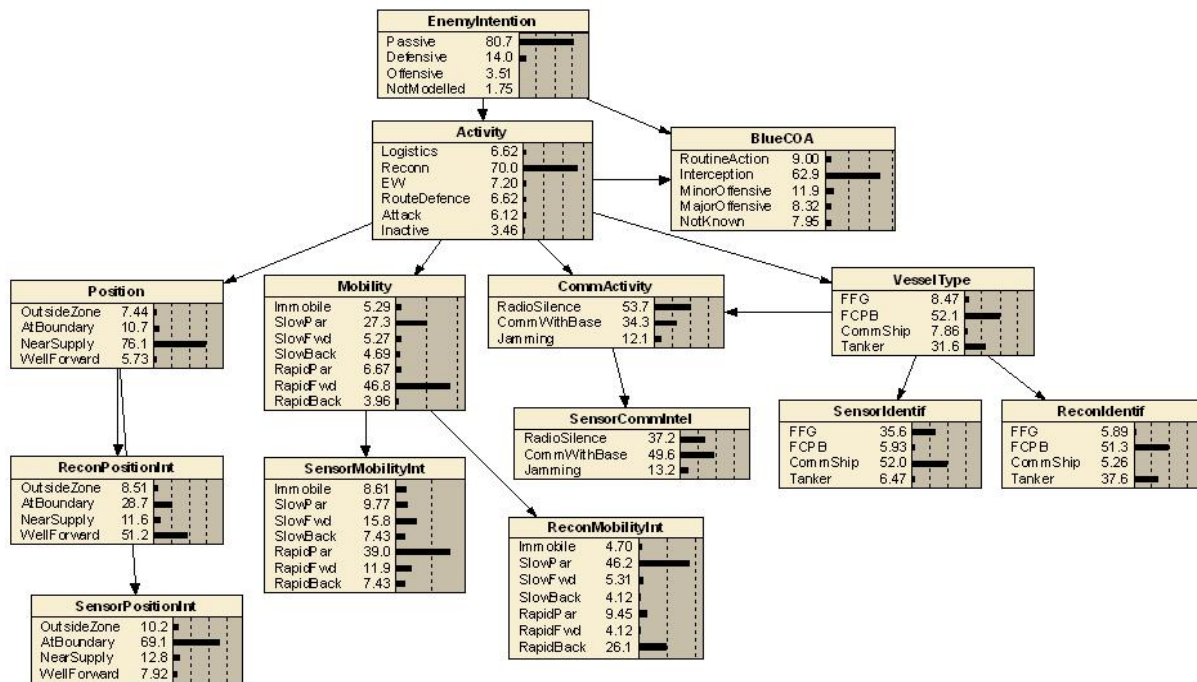 EnemyIntention
Passive 80.7
Defensive 14.0
Offensive 3.51
NotModelled 1.75
Activity
Logistics 6.62
Reconn 70.0
EW 7.20
RouteDefence 6.62
Attack 6.12
Inactive 3.46
BlueCOA
RoutineAction 9.00
Interception 62.9
MinorOffensive 11.9
MajorOffensive 8.32
NotKnown 7.95
Position
OutsideZone 7.44
AtBoundary 10.7
NearSupply 76.1
WellForward 5.73
Mobility
Immobile 5.29
SlowPar 27.3
SlowFwd 5.27
SlowBack 4.69
RapidPar 6.67
RapidFwd 46.8
RapidBack 3.96
CommActivity
RadioSilence 53.7
CommWithBase 34.3
Jamming 12.1
VesselType
FFG 8.47
FCPB 52.1
CommShip 7.86
Tanker 31.6
SensorCommIntel
RadioSilence 37.2
CommWithBase 49.6
Jamming 13.2
SensorIdentif
FFG 35.6
FCPB 5.93
CommShip 52.0
Tanker 6.47
ReconIdentif
FFG 5.89
FCPB 51.3
CommShip 5.26
Tanker 37.6
ReconPositionInt
OutsideZone 8.51
AtBoundary 28.7
NearSupply 11.6
WellForward 51.2
SensorMobilityInt
Immobile 8.61
SlowPar 9.77
SlowFwd 15.8
SlowBack 7.43
RapidPar 39.0
RapidFwd 11.9
RapidBack 7.43
ReconMobilityInt
Immobile 4.70
SlowPar 46.2
SlowFwd 5.31
SlowBack 4.12
RapidPar 9.45
RapidFwd 4.12
RapidBack 26.1
SensorPositionInt
OutsideZone 10.2
AtBoundary 69.1
NearSupply 12.8
WellForward 7.92